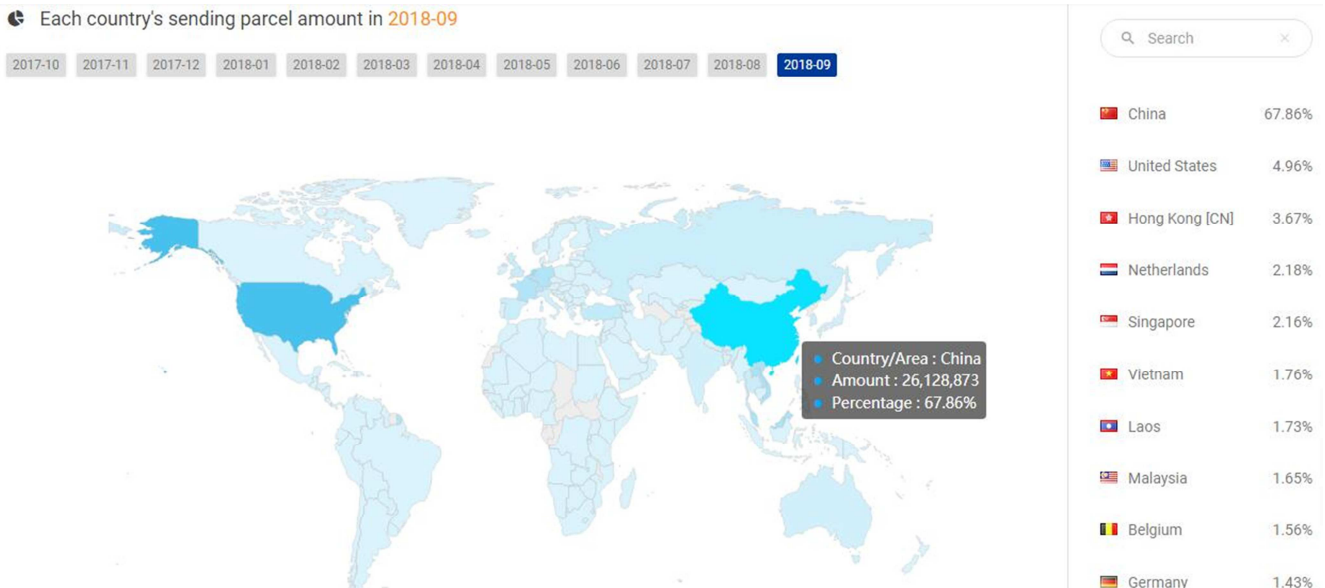 Each country's sending parcel amount in 2018-09
2017-10 2017-11 2017-12 2018-01 2018-02 2018-03 2018-04 2018-05 2018-06 2018-07 2018-08 2018-09
Country/Area : China
Amount : 26,128,873
Percentage : 67.86%
Search
China 67.86%
United States 4.96%
Hong Kong [CN] 3.67%
Netherlands 2.18%
Singapore 2.16%
Vietnam 1.76%
Laos 1.73%
Malaysia 1.65%
Belgium 1.56%
Germany 1.43%